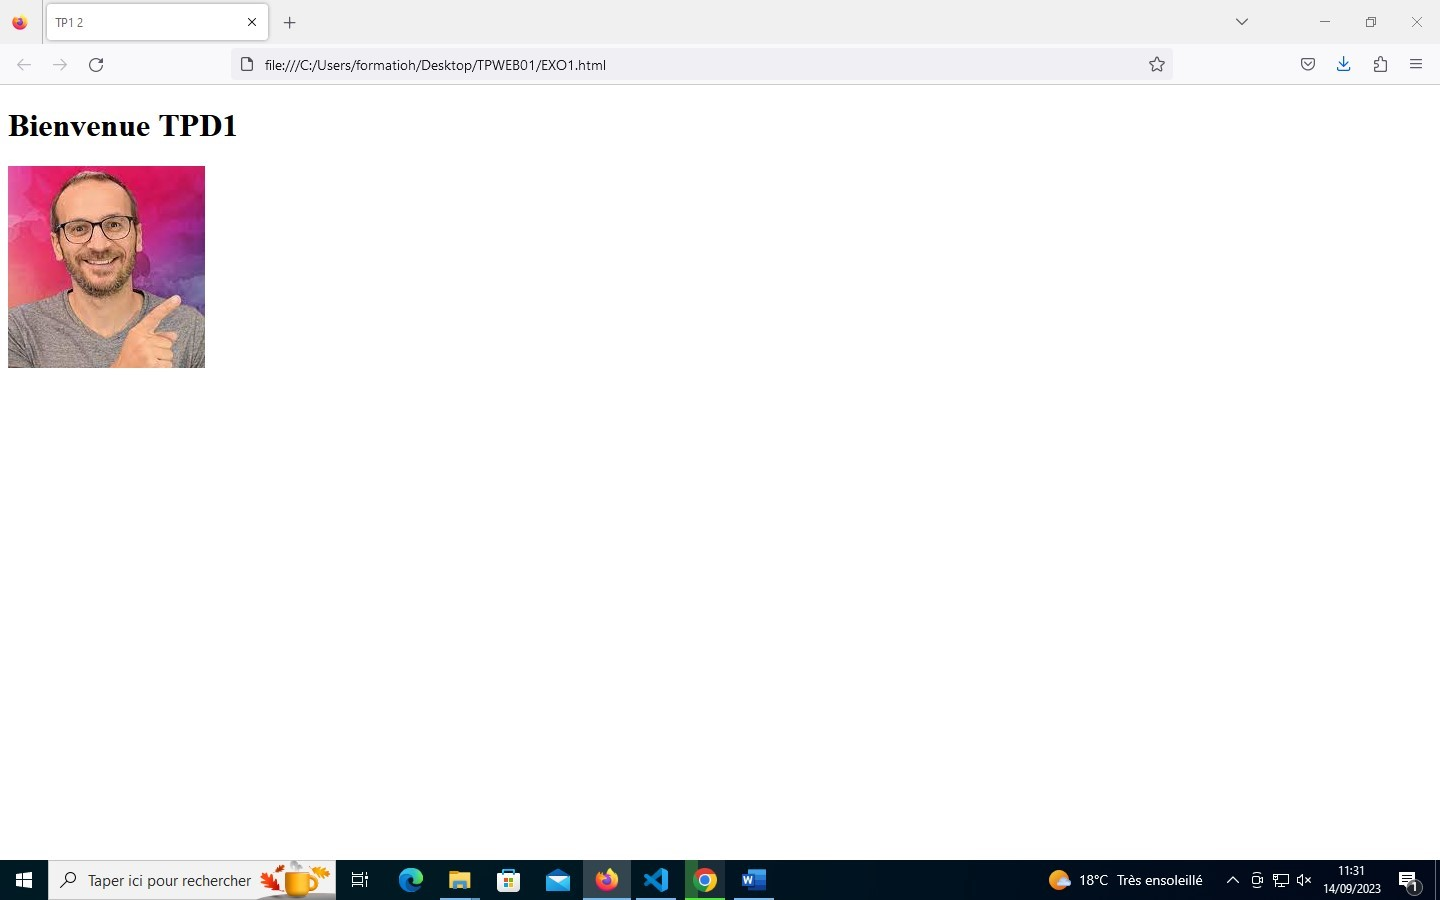 TP1 2
file:///C:/Users/formatioh/Desktop/TPWEB01/EXO1.html
Bienvenue TPD1
Taper ici pour rechercher
18°C Très ensoleillé
11:31
14/09/2023
1